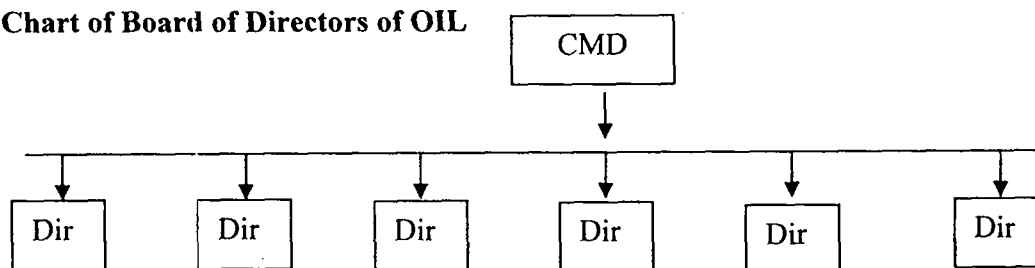 Chart of Board of Directors of OIL
CMD
Dir Dir Dir Dir Dir Dir